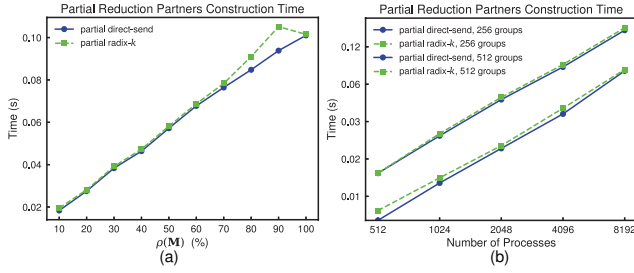 Partial Reduction Partners Construction Time
partial direct-send
partial radix-k
Time (s)
0.10
0.08
0.06
0.04
0.02
10 20 30 40 50 60 70 80 90 100
ρ(M) (%)
(a)
Partial Reduction Partners Construction Time
partial direct-send, 256 groups
partial radix-k, 256 groups
partial direct-send, 512 groups
partial radix-k, 512 groups
Time (s)
0.12
0.06
0.03
0.02
0.01
512 1024 2048 4096 8192
Number of Processes
(b)